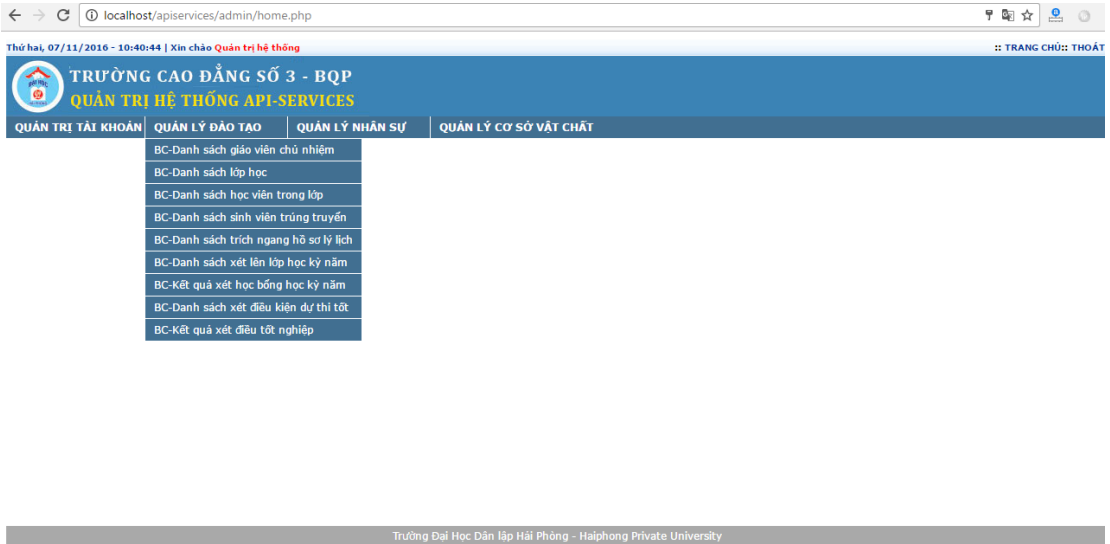 localhost/apiservices/admin/home.php
Thứ hai, 07/11/2016 - 10:40:44 | Xin chào Quản trị hệ thống
:: TRANG CHỦ:: THOÁT
TRƯỜNG CAO ĐẲNG SỐ 3 - BQP
QUẢN TRỊ HỆ THỐNG API-SERVICES
QUẢN TRỊ TÀI KHOẢN QUẢN LÝ ĐÀO TẠO QUẢN LÝ NHÂN SỰ QUẢN LÝ CƠ SỞ VẬT CHẤT
BC-Danh sách giáo viên chủ nhiệm
BC-Danh sách lớp học
BC-Danh sách học viên trong lớp
BC-Danh sách sinh viên trúng truyển
BC-Danh sách trích ngang hồ sơ lý lịch
BC-Danh sách xét lên lớp học kỳ năm
BC-Kết quả xét học bổng học kỳ năm
BC-Danh sách xét điều kiện dự thi tốt
BC-Kết quả xét điều tốt nghiệp
Trường Đại Học Dân lập Hải Phòng - Haiphong Private University